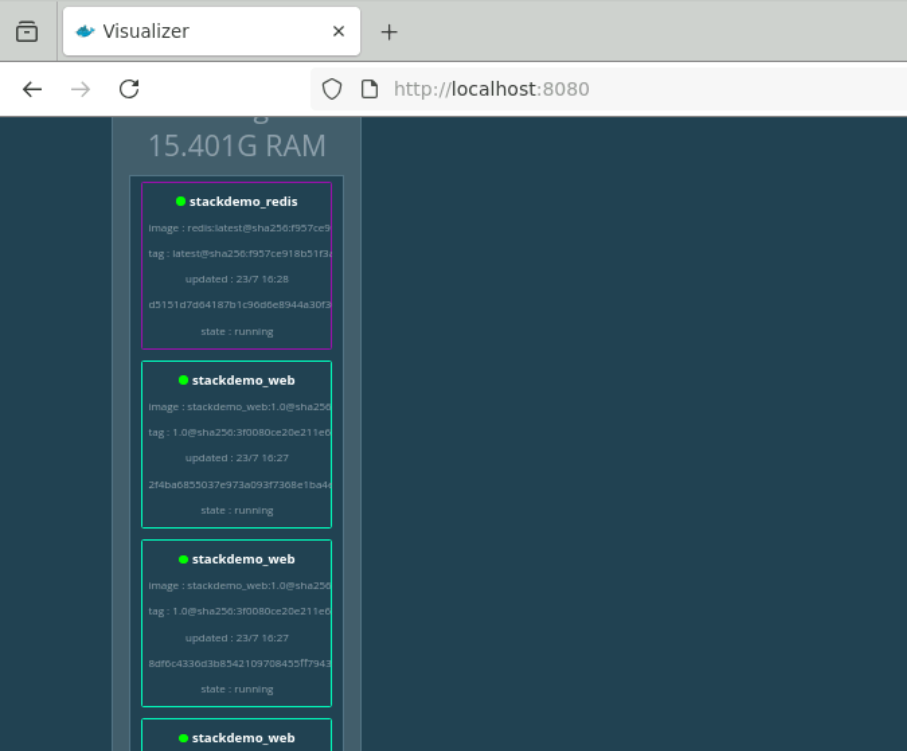 Visualizer
http://localhost:8080
15.401G RAM
stackdemo_redis
image : redis:latest@sha256:f957ce9
tag : latest@sha256:f957ce918b51f3
updated : 23/7 16:28
d5151d7d64187b1c96d6e8944a30f3
state : running
stackdemo_web
image : stackdemo_web:1.0@sha256
tag : 1.0@sha256:3f0080ce20e211e6
updated : 23/7 16:27
2f4ba6855037e973a093f7368e1ba4
state : running
stackdemo_web
image : stackdemo_web:1.0@sha256
tag : 1.0@sha256:3f0080ce20e211e6
updated : 23/7 16:27
8df6c4336d3b8542109708455ff7943
state : running
stackdemo_web